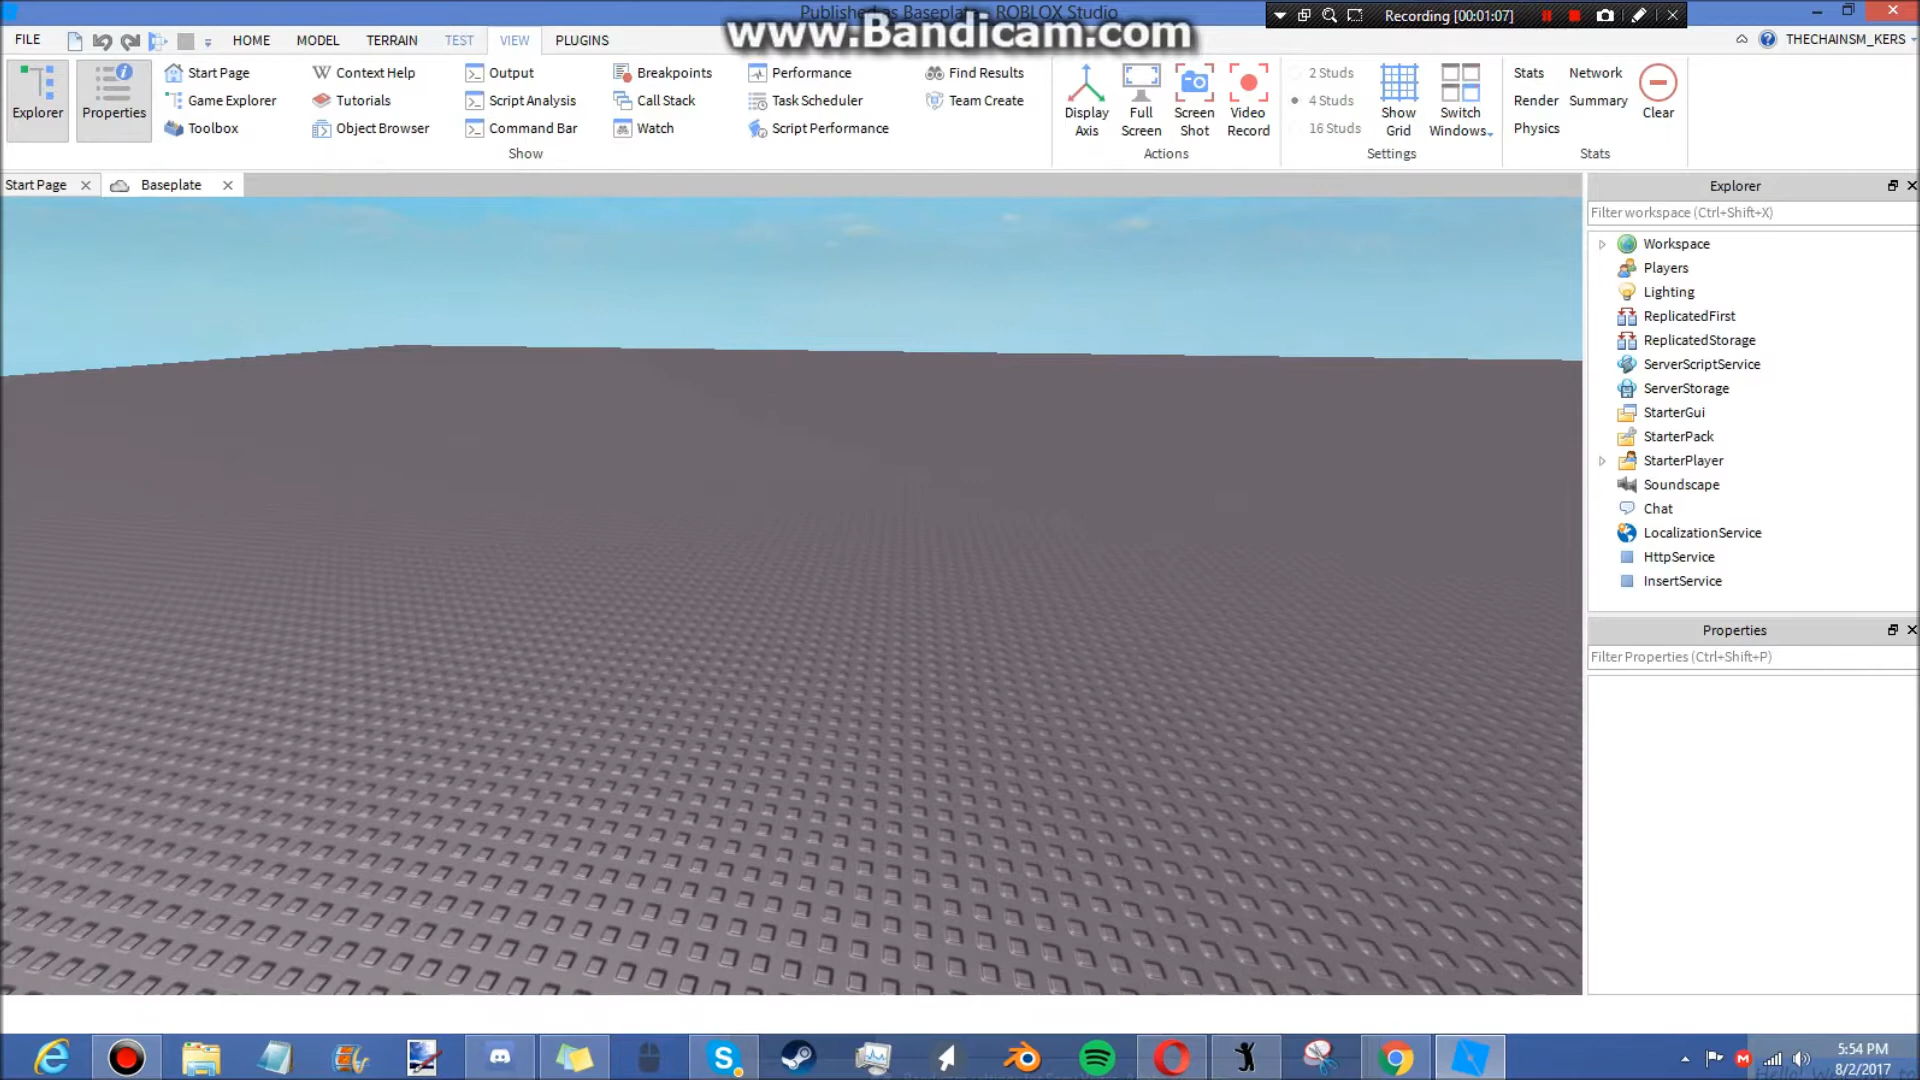 Published as Baseplate - ROBLOX Studio
www.Bandicam.com
Recording [00:01:07]
FILE
HOME
MODEL
TERRAIN
TEST
VIEW
PLUGINS
THECHAINSM_KERS
Explorer
Properties
Start Page
Game Explorer
Toolbox
Context Help
Tutorials
Object Browser
Output
Script Analysis
Command Bar
Breakpoints
Call Stack
Watch
Performance
Task Scheduler
Script Performance
Find Results
Team Create
Show
Display Axis
Full Screen
Screen Shot
Video Record
Actions
2 Studs
4 Studs
16 Studs
Show Grid
Switch Windows
Settings
Stats
Render
Physics
Network
Summary
Clear
Stats
Start Page
Baseplate
Explorer
Filter workspace (Ctrl+Shift+X)
Workspace
Players
Lighting
ReplicatedFirst
ReplicatedStorage
ServerScriptService
ServerStorage
StarterGui
StarterPack
StarterPlayer
Soundscape
Chat
LocalizationService
HttpService
InsertService
Properties
Filter Properties (Ctrl+Shift+P)
5:54 PM
8/2/2017